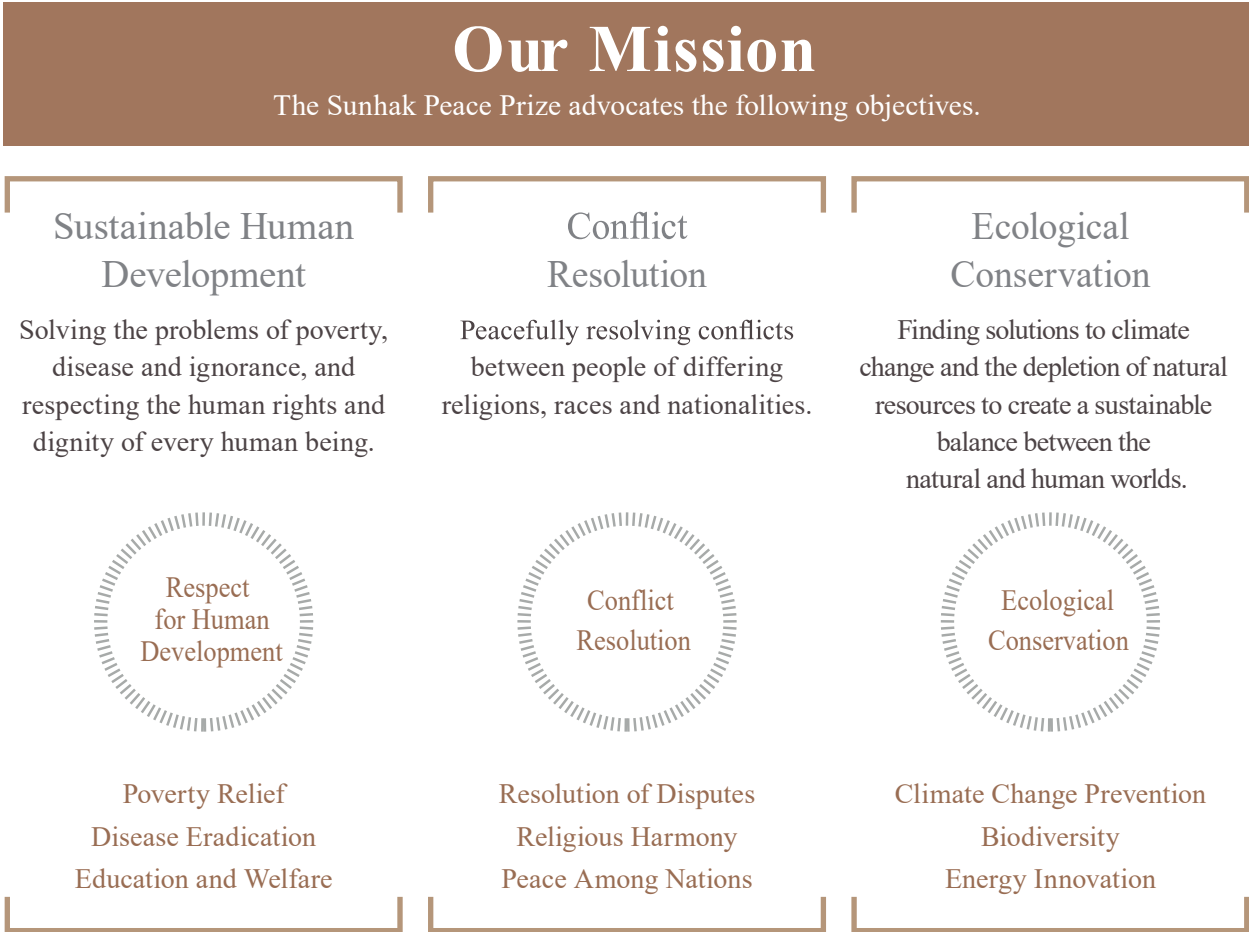 Our Mission
The Sunhak Peace Prize advocates the following objectives.
Sustainable Human
Development
Solving the problems of poverty,
disease and ignorance, and
respecting the human rights and
dignity of every human being.
Respect
for Human
Development
Poverty Relief
Disease Eradication
Education and Welfare
Conflict
Resolution
Peacefully resolving conflicts
between people of differing
religions, races and nationalities.
Conflict
Resolution
Resolution of Disputes
Religious Harmony
Peace Among Nations
Ecological
Conservation
Finding solutions to climate
change and the depletion of natural
resources to create a sustainable
balance between the
natural and human worlds.
Ecological
Conservation
Climate Change Prevention
Biodiversity
Energy Innovation